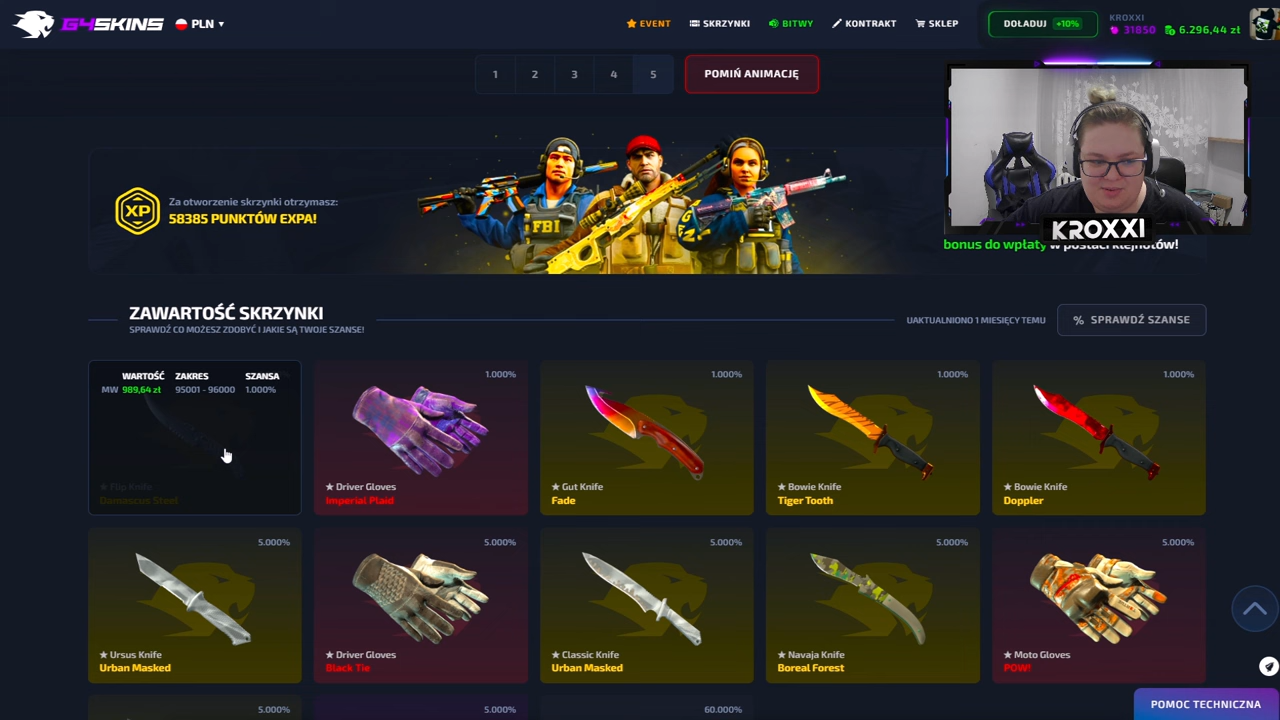 G4SKINS
PLN
EVENT
SKRZYNKI
BITWY
KONTRAKT
SKLEP
DOŁADUJ +10%
KROXXI
31850
6.296,44 zł
1 2 3 4 5
POMIŃ ANIMACJĘ
XP
Za otworzenie skrzynki otrzymasz:
58385 PUNKTÓW EXPA!
FBI
KROXXI
bonus do wpłaty w postaci klejnotów!
ZAWARTOŚĆ SKRZYNKI
SPRAWDŹ CO MOŻESZ ZDOBYĆ I JAKIE SĄ TWOJE SZANSE!
UAKTUALNIONO 1 MIESIĘCY TEMU
% SPRAWDŹ SZANSE
WARTOŚĆ ZAKRES SZANSA
MW 989,64 zł 95001 - 96000 1.000%
★ Flip Knife
Damascus Steel
1.000%
★ Driver Gloves
Imperial Plaid
1.000%
★ Gut Knife
Fade
1.000%
★ Bowie Knife
Tiger Tooth
1.000%
★ Bowie Knife
Doppler
5.000%
★ Ursus Knife
Urban Masked
5.000%
★ Driver Gloves
Black Tie
5.000%
★ Classic Knife
Urban Masked
5.000%
★ Navaja Knife
Boreal Forest
5.000%
★ Moto Gloves
POW!
5.000%
5.000%
60.000%
POMOC TECHNICZNA